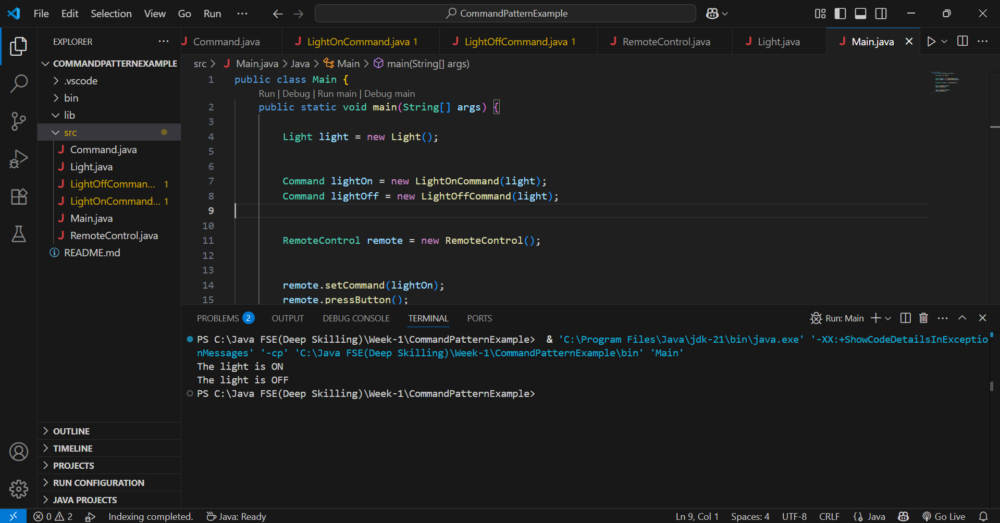 File Edit Selection View Go Run ··· CommandPatternExample
EXPLORER ···
COMMANDPATTERNEXAMPLE
.vscode
bin
lib
src
Command.java
Light.java
LightOffComman... 1
LightOnCommand... 1
Main.java
RemoteControl.java
README.md
OUTLINE
TIMELINE
PROJECTS
RUN CONFIGURATION
JAVA PROJECTS
Command.java LightOnCommand.java 1 LightOffCommand.java 1 RemoteControl.java Light.java Main.java
src > Main.java > Java > Main > main(String[] args)
1 public class Main {
Run | Debug | Run main | Debug main
2 public static void main(String[] args) {
3
4 Light light = new Light();
5
6
7 Command lightOn = new LightOnCommand(light);
8 Command lightOff = new LightOffCommand(light);
9
10
11 RemoteControl remote = new RemoteControl();
12
13
14 remote.setCommand(lightOn);
15 remote.pressButton();
PROBLEMS 2 OUTPUT DEBUG CONSOLE TERMINAL PORTS Run: Main
PS C:\Java FSE(Deep Skilling)\Week-1\CommandPatternExample>  & 'C:\Program Files\Java\jdk-21\bin\java.exe' '-XX:+ShowCodeDetailsInExceptio
nMessages' '-cp' 'C:\Java FSE(Deep Skilling)\Week-1\CommandPatternExample\bin' 'Main'
The light is ON
The light is OFF
PS C:\Java FSE(Deep Skilling)\Week-1\CommandPatternExample>
0 2 Indexing completed. Java: Ready Ln 9, Col 1 Spaces: 4 UTF-8 CRLF Java Go Live